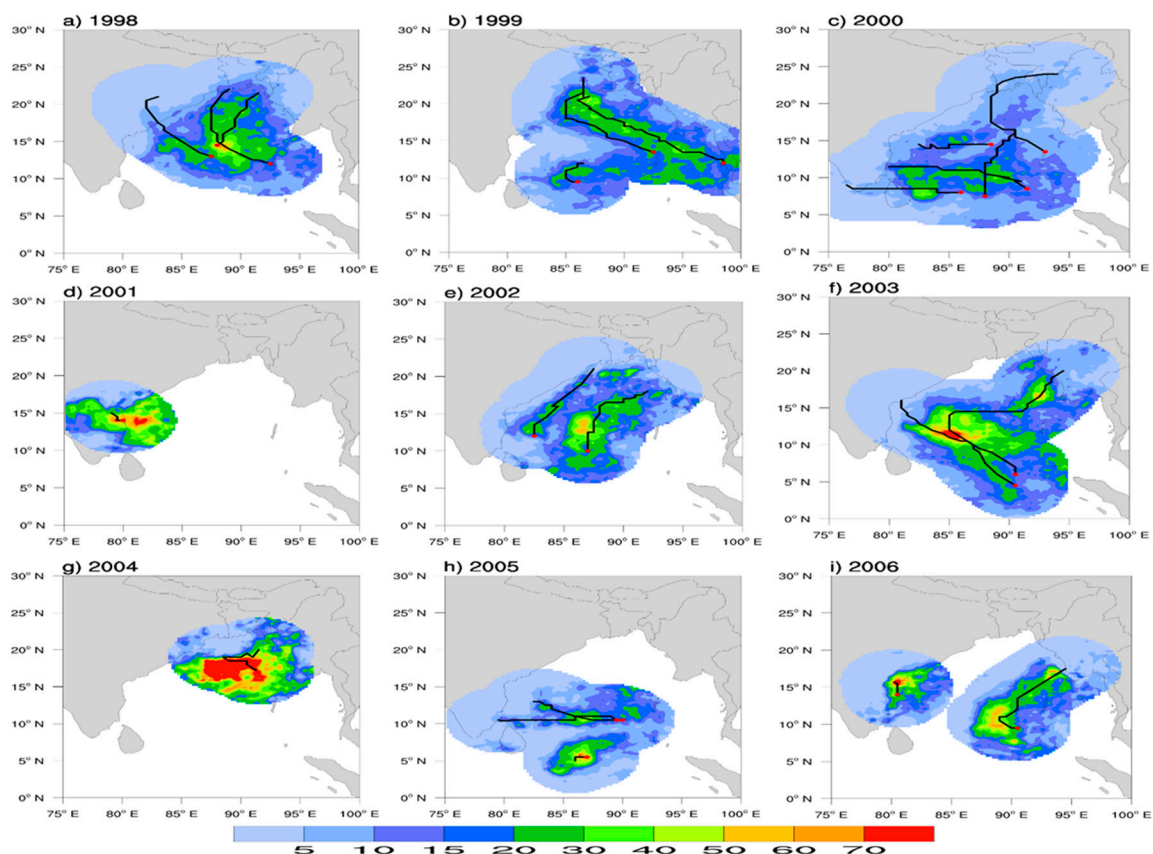 a) 1998
b) 1999
c) 2000
30° N 30° N 30° N
25° N 25° N 25° N
20° N 20° N 20° N
15° N 15° N 15° N
10° N 10° N 10° N
5° N 5° N 5° N
0° N 0° N 0° N
75° E 80° E 85° E 90° E 95° E 100° E 75° E 80° E 85° E 90° E 95° E 100° E 75° E 80° E 85° E 90° E 95° E 100° E
d) 2001
e) 2002
f) 2003
30° N 30° N 30° N
25° N 25° N 25° N
20° N 20° N 20° N
15° N 15° N 15° N
10° N 10° N 10° N
5° N 5° N 5° N
0° N 0° N 0° N
75° E 80° E 85° E 90° E 95° E 100° E 75° E 80° E 85° E 90° E 95° E 100° E 75° E 80° E 85° E 90° E 95° E 100° E
g) 2004
h) 2005
i) 2006
30° N 30° N 30° N
25° N 25° N 25° N
20° N 20° N 20° N
15° N 15° N 15° N
10° N 10° N 10° N
5° N 5° N 5° N
0° N 0° N 0° N
75° E 80° E 85° E 90° E 95° E 100° E 75° E 80° E 85° E 90° E 95° E 100° E 75° E 80° E 85° E 90° E 95° E 100° E
5 10 15 20 30 40 50 60 70